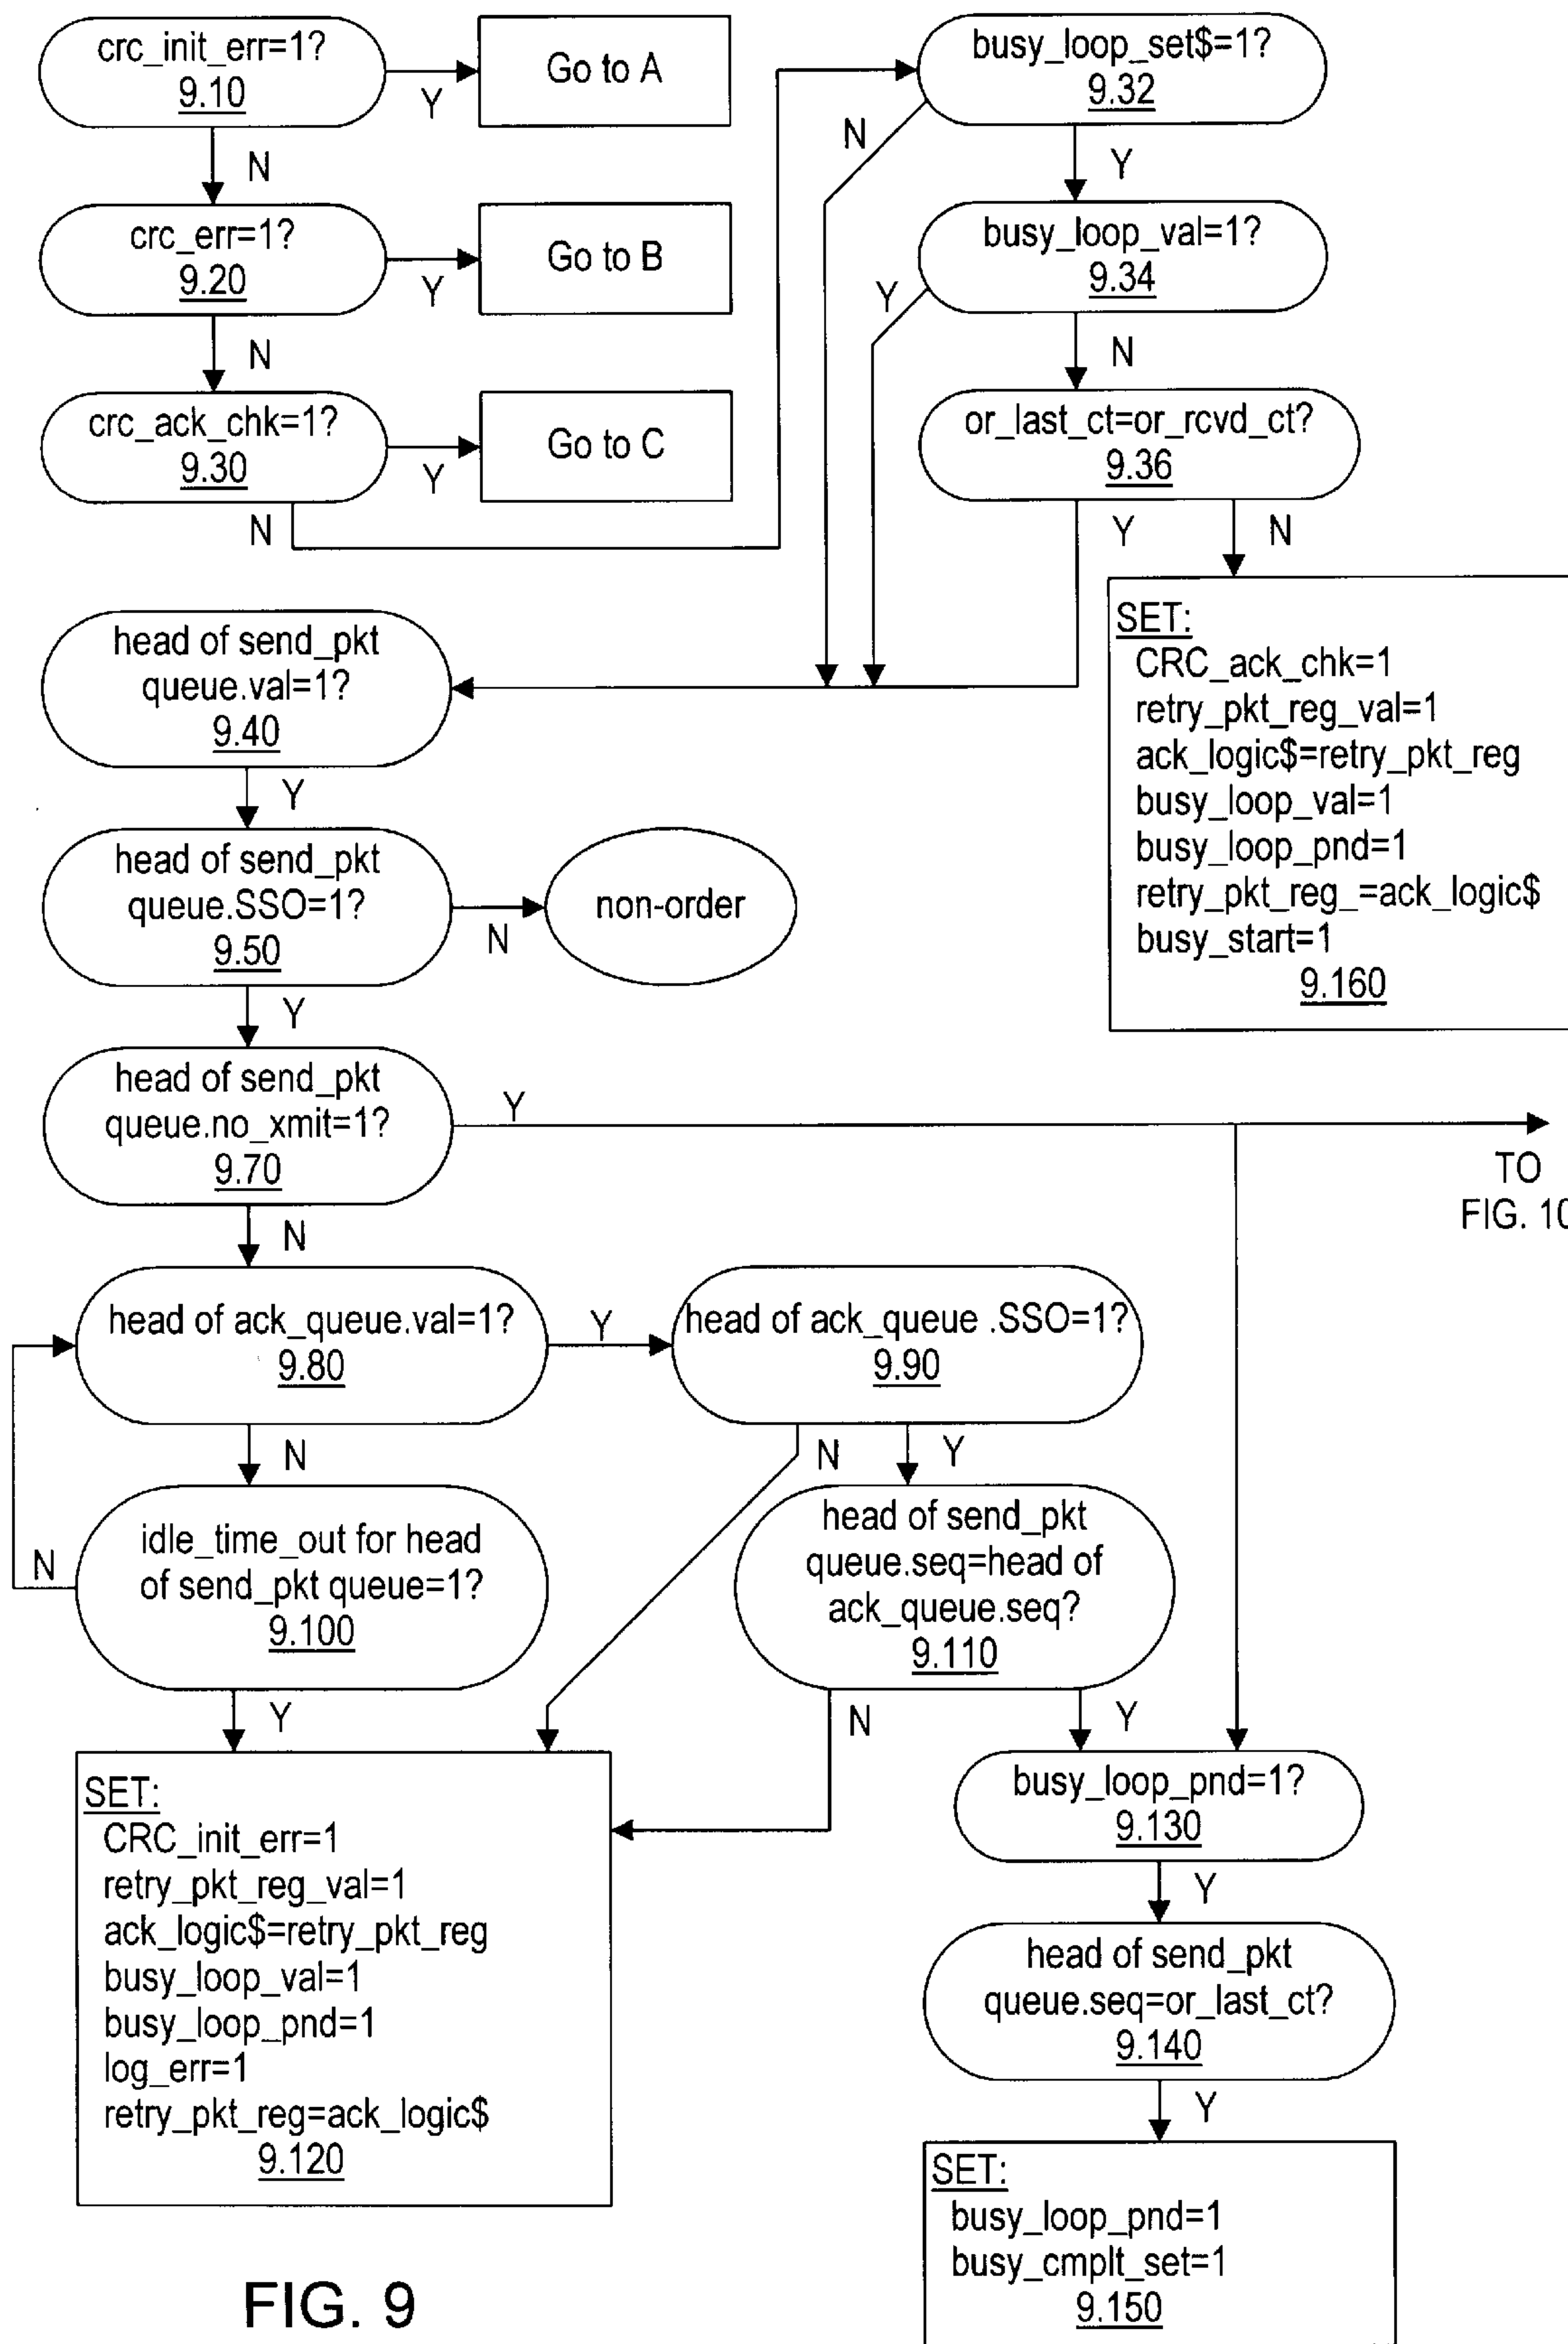 crc_init_err=1?
9.10
Y
Go to A
N
crc_err=1?
9.20
Y
Go to B
N
crc_ack_chk=1?
9.30
Y
Go to C
N
busy_loop_set$=1?
9.32
N
Y
busy_loop_val=1?
9.34
Y
N
or_last_ct=or_rcvd_ct?
9.36
Y
N
SET:
CRC_ack_chk=1
retry_pkt_reg_val=1
ack_logic$=retry_pkt_reg
busy_loop_val=1
busy_loop_pnd=1
retry_pkt_reg_=ack_logic$
busy_start=1
9.160
head of send_pkt
queue.val=1?
9.40
Y
head of send_pkt
queue.SSO=1?
9.50
N
non-order
Y
head of send_pkt
queue.no_xmit=1?
9.70
Y
TO
FIG. 10
N
head of ack_queue.val=1?
9.80
Y
head of ack_queue .SSO=1?
9.90
N
N
Y
idle_time_out for head
of send_pkt queue=1?
9.100
N
Y
head of send_pkt
queue.seq=head of
ack_queue.seq?
9.110
N
Y
SET:
CRC_init_err=1
retry_pkt_reg_val=1
ack_logic$=retry_pkt_reg
busy_loop_val=1
busy_loop_pnd=1
log_err=1
retry_pkt_reg=ack_logic$
9.120
busy_loop_pnd=1?
9.130
Y
head of send_pkt
queue.seq=or_last_ct?
9.140
Y
SET:
busy_loop_pnd=1
busy_cmplt_set=1
9.150
FIG. 9